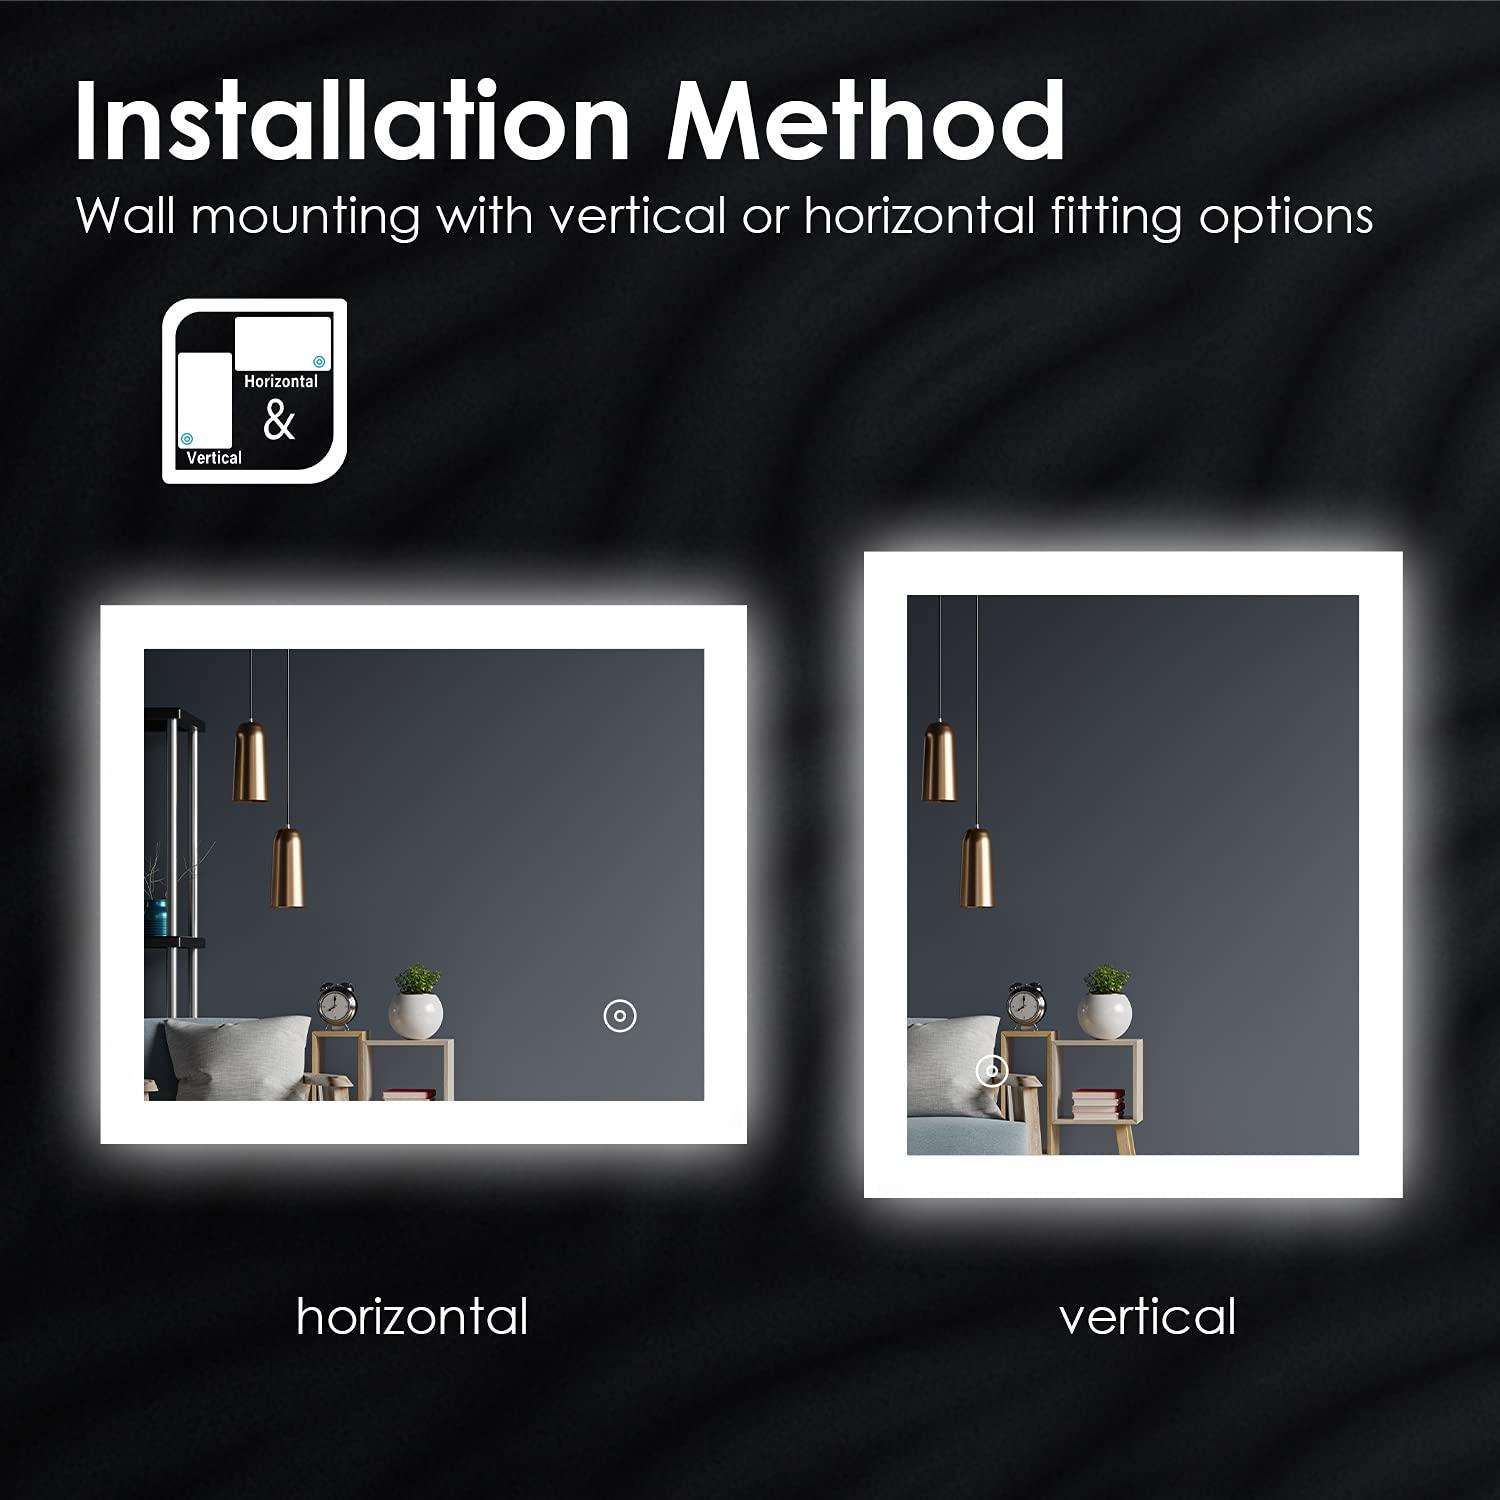 Installation Method
Wall mounting with vertical or horizontal fitting options
Horizontal
&
Vertical
horizontal
vertical